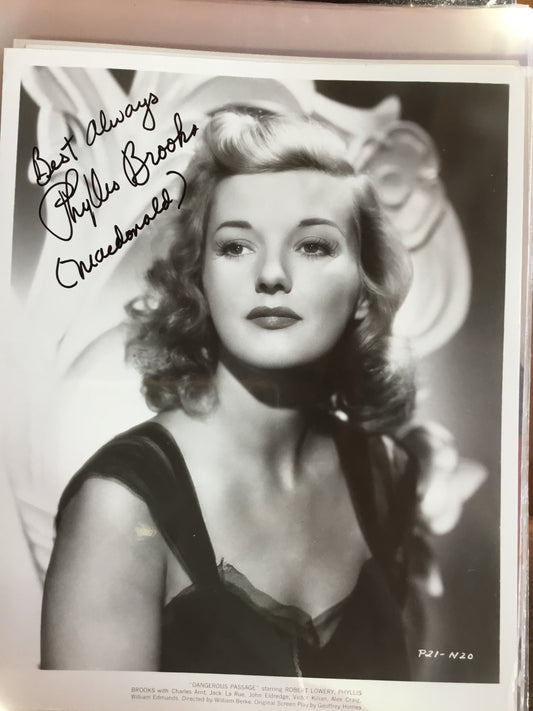 Best Always
Phyllis Brooks
(Macdonald)
P21-N20
"DANGEROUS PASSAGE" starring ROBERT LOWERY, PHYLLIS
BROOKS with Charles Arnt, Jack La Rue, John Eldredge, Victor Kilian, Alec Craig,
William Edmunds. Directed by William Berke. Original Screen Play by Geoffrey Homes